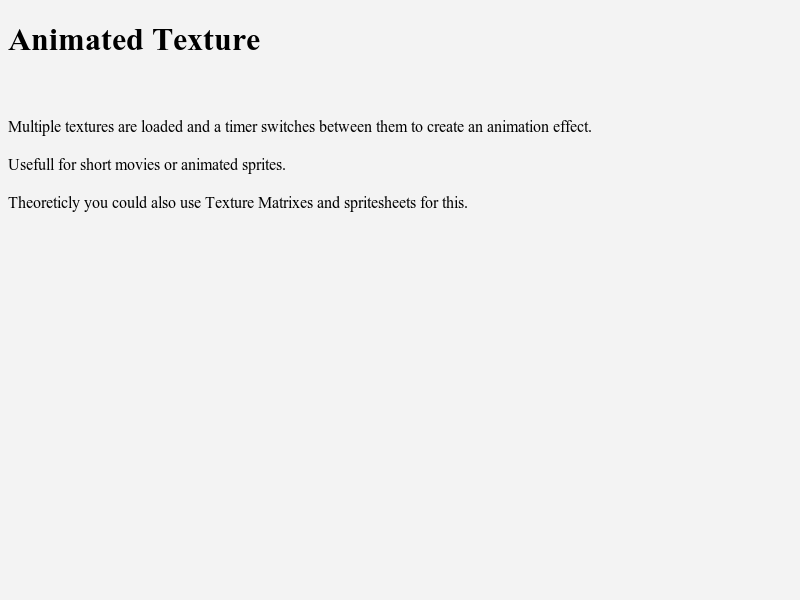 Animated Texture
Multiple textures are loaded and a timer switches between them to create an animation effect.
Usefull for short movies or animated sprites.
Theoreticly you could also use Texture Matrixes and spritesheets for this.